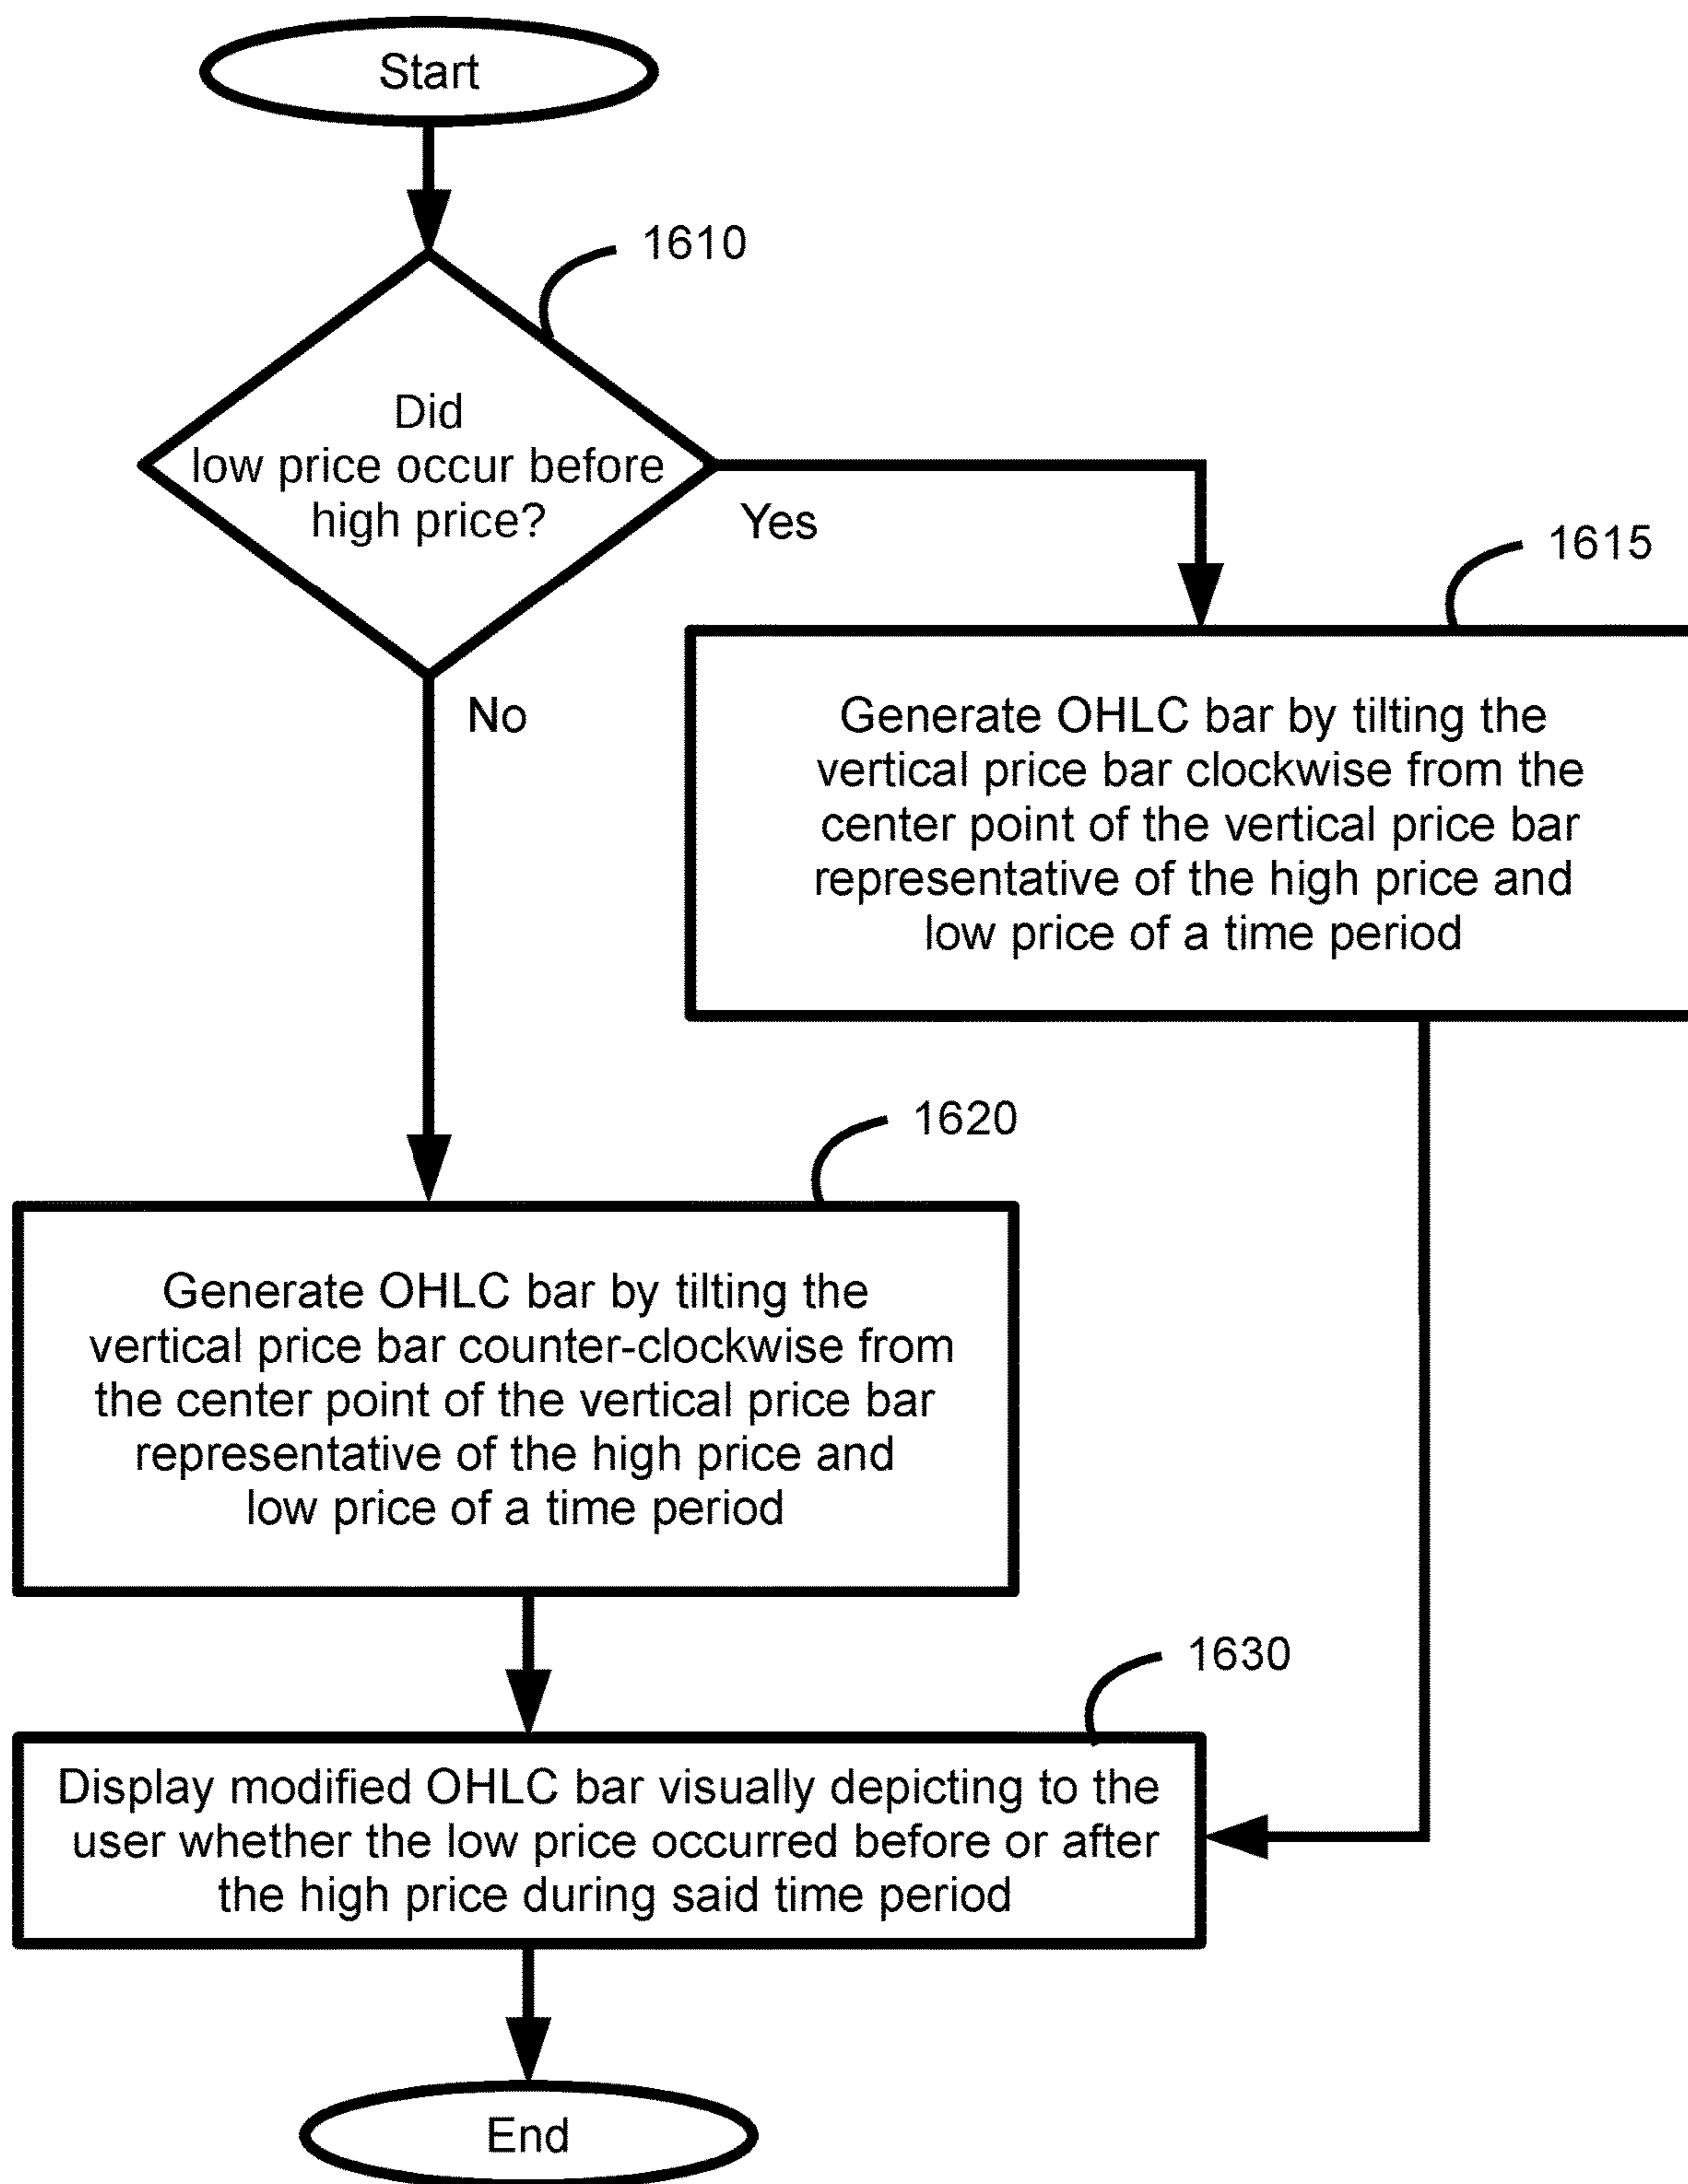 Start
1610
Did
low price occur before
high price?
Yes
1615
No
Generate OHLC bar by tilting the
vertical price bar clockwise from the
center point of the vertical price bar
representative of the high price and
low price of a time period
1620
Generate OHLC bar by tilting the
vertical price bar counter-clockwise from
the center point of the vertical price bar
representative of the high price and
low price of a time period
1630
Display modified OHLC bar visually depicting to the
user whether the low price occurred before or after
the high price during said time period
End